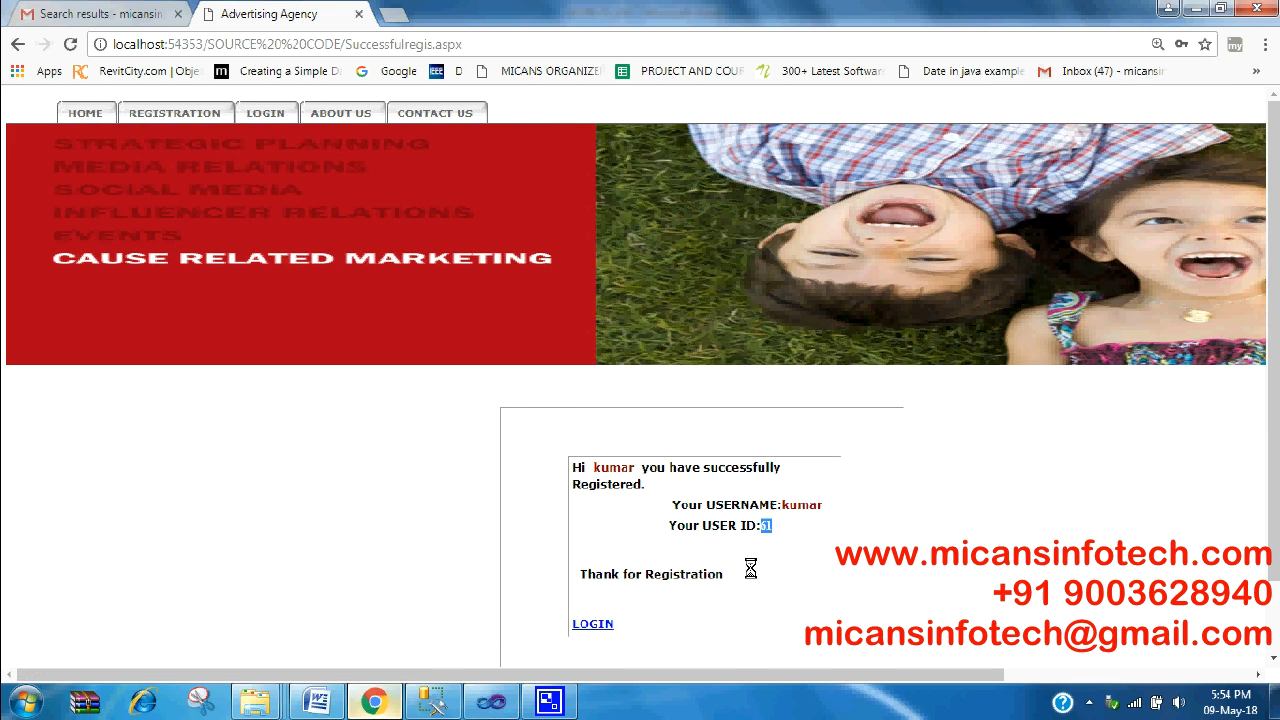 Search results - micansin
Advertising Agency
localhost:54353/SOURCE%20%20CODE/Successfulregis.aspx
Apps
RevitCity.com | Obje
Creating a Simple D
Google
IEEE
D
MICANS ORGANIZE
PROJECT AND COUR
300+ Latest Softwar
Date in java example
Inbox (47) - micansin
»
HOME
REGISTRATION
LOGIN
ABOUT US
CONTACT US
STRATEGIC PLANNING
MEDIA RELATIONS
SOCIAL MEDIA
INFLUENCER RELATIONS
EVENTS
CAUSE RELATED MARKETING
Hi kumar you have successfully
Registered.
Your USERNAME:kumar
Your USER ID:61
Thank for Registration
LOGIN
www.micansinfotech.com
+91 9003628940
micansinfotech@gmail.com
5:54 PM
09-May-18